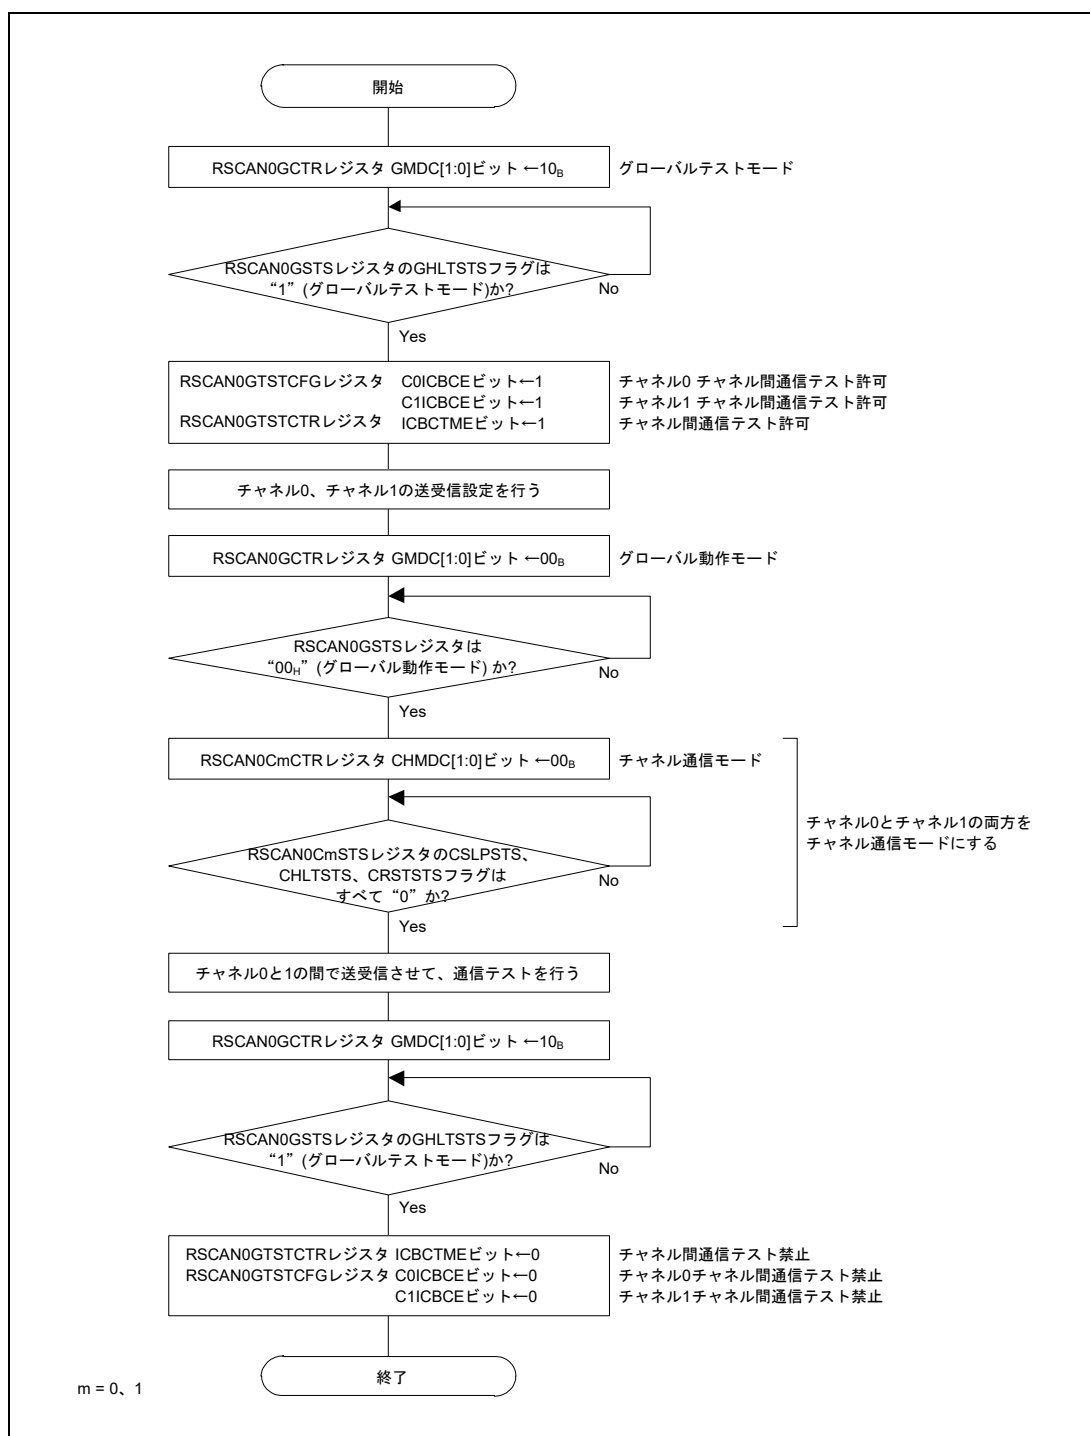 開始
RSCAN0GCTRレジスタ GMDC[1:0]ビット ←10B グローバルテストモード
RSCAN0GSTSレジスタのGHLTSTSフラグは
“1”(グローバルテストモード)か?
No
Yes
RSCAN0GTSTCFGレジスタ C0ICBCEビット←1 チャネル0 チャネル間通信テスト許可
C1ICBCEビット←1 チャネル1 チャネル間通信テスト許可
RSCAN0GTSTCTRレジスタ ICBCTMEビット←1 チャネル間通信テスト許可
チャネル0、チャネル1の送受信設定を行う
RSCAN0GCTRレジスタ GMDC[1:0]ビット ←00B グローバル動作モード
RSCAN0GSTSレジスタは
“00H”(グローバル動作モード) か?
No
Yes
RSCAN0CmCTRレジスタ CHMDC[1:0]ビット ←00B チャネル通信モード
チャネル0とチャネル1の両方を
チャネル通信モードにする
RSCAN0CmSTSレジスタのCSLPSTS、
CHLTSTS、CRSTSTSフラグは
すべて“0”か?
No
Yes
チャネル0と1の間で送受信させて、通信テストを行う
RSCAN0GCTRレジスタ GMDC[1:0]ビット ←10B
RSCAN0GSTSレジスタのGHLTSTSフラグは
“1”(グローバルテストモード)か?
No
Yes
RSCAN0GTSTCTRレジスタ ICBCTMEビット←0 チャネル間通信テスト禁止
RSCAN0GTSTCFGレジスタ C0ICBCEビット←0 チャネル0チャネル間通信テスト禁止
C1ICBCEビット←0 チャネル1チャネル間通信テスト禁止
終了
m = 0、1